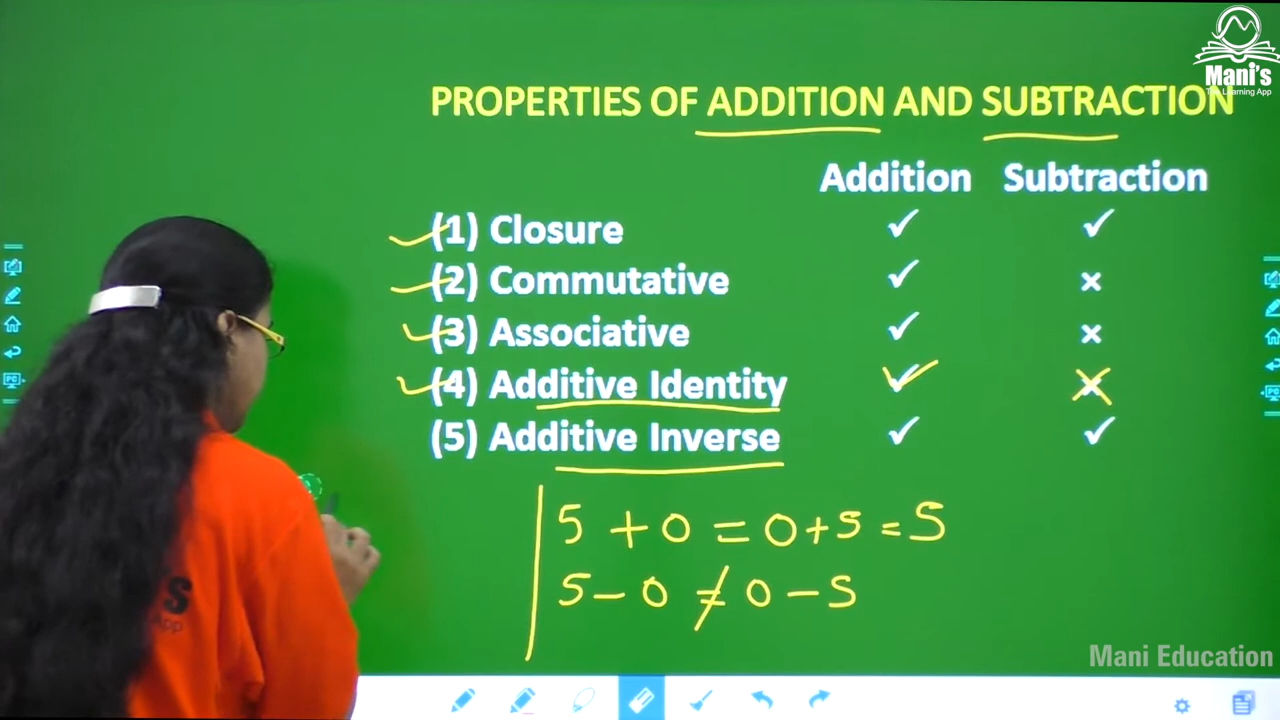 Mani's
The Learning App
PROPERTIES OF ADDITION AND SUBTRACTION
Addition Subtraction
(1) Closure ✓ ✓
(2) Commutative ✓ ×
(3) Associative ✓ ×
(4) Additive Identity ✓ ×
(5) Additive Inverse ✓ ✓
5 + 0 = 0 + 5 = 5
5 − 0 ≠ 0 − 5
Mani Education